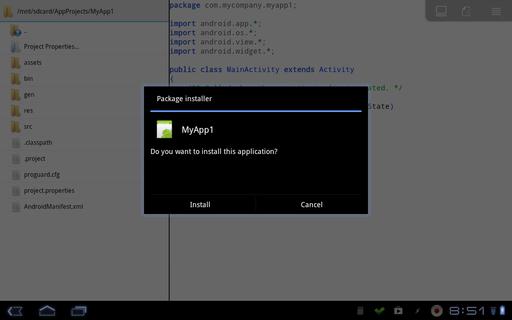 /mnt/sdcard/AppProjects/MyApp1
..
Project Properties...
assets
bin
gen
res
src
.classpath
.project
proguard.cfg
project.properties
AndroidManifest.xml
package com.mycompany.myapp1;
import android.app.*;
import android.os.*;
import android.view.*;
import android.widget.*;
public class MainActivity extends Activity
{
ated. */
State)
Package installer
MyApp1
Do you want to install this application?
Install
Cancel
8:51